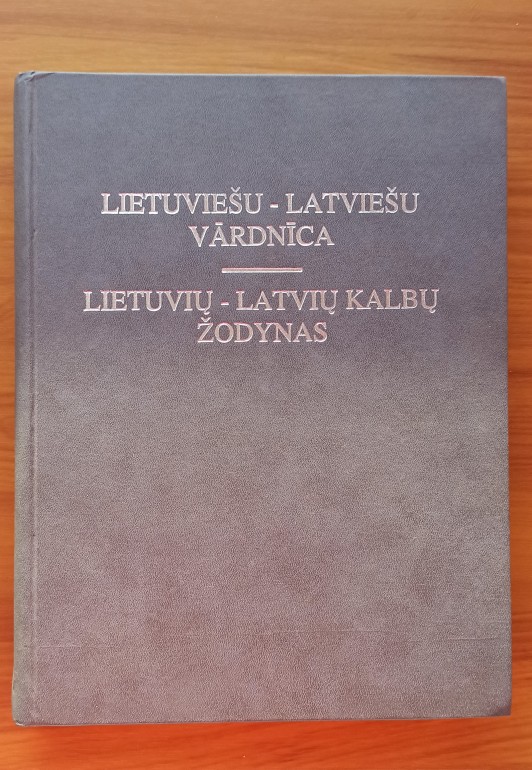 LIETUVIEŠU - LATVIEŠU
VĀRDNĪCA
LIETUVIŲ - LATVIŲ KALBŲ
ŽODYNAS